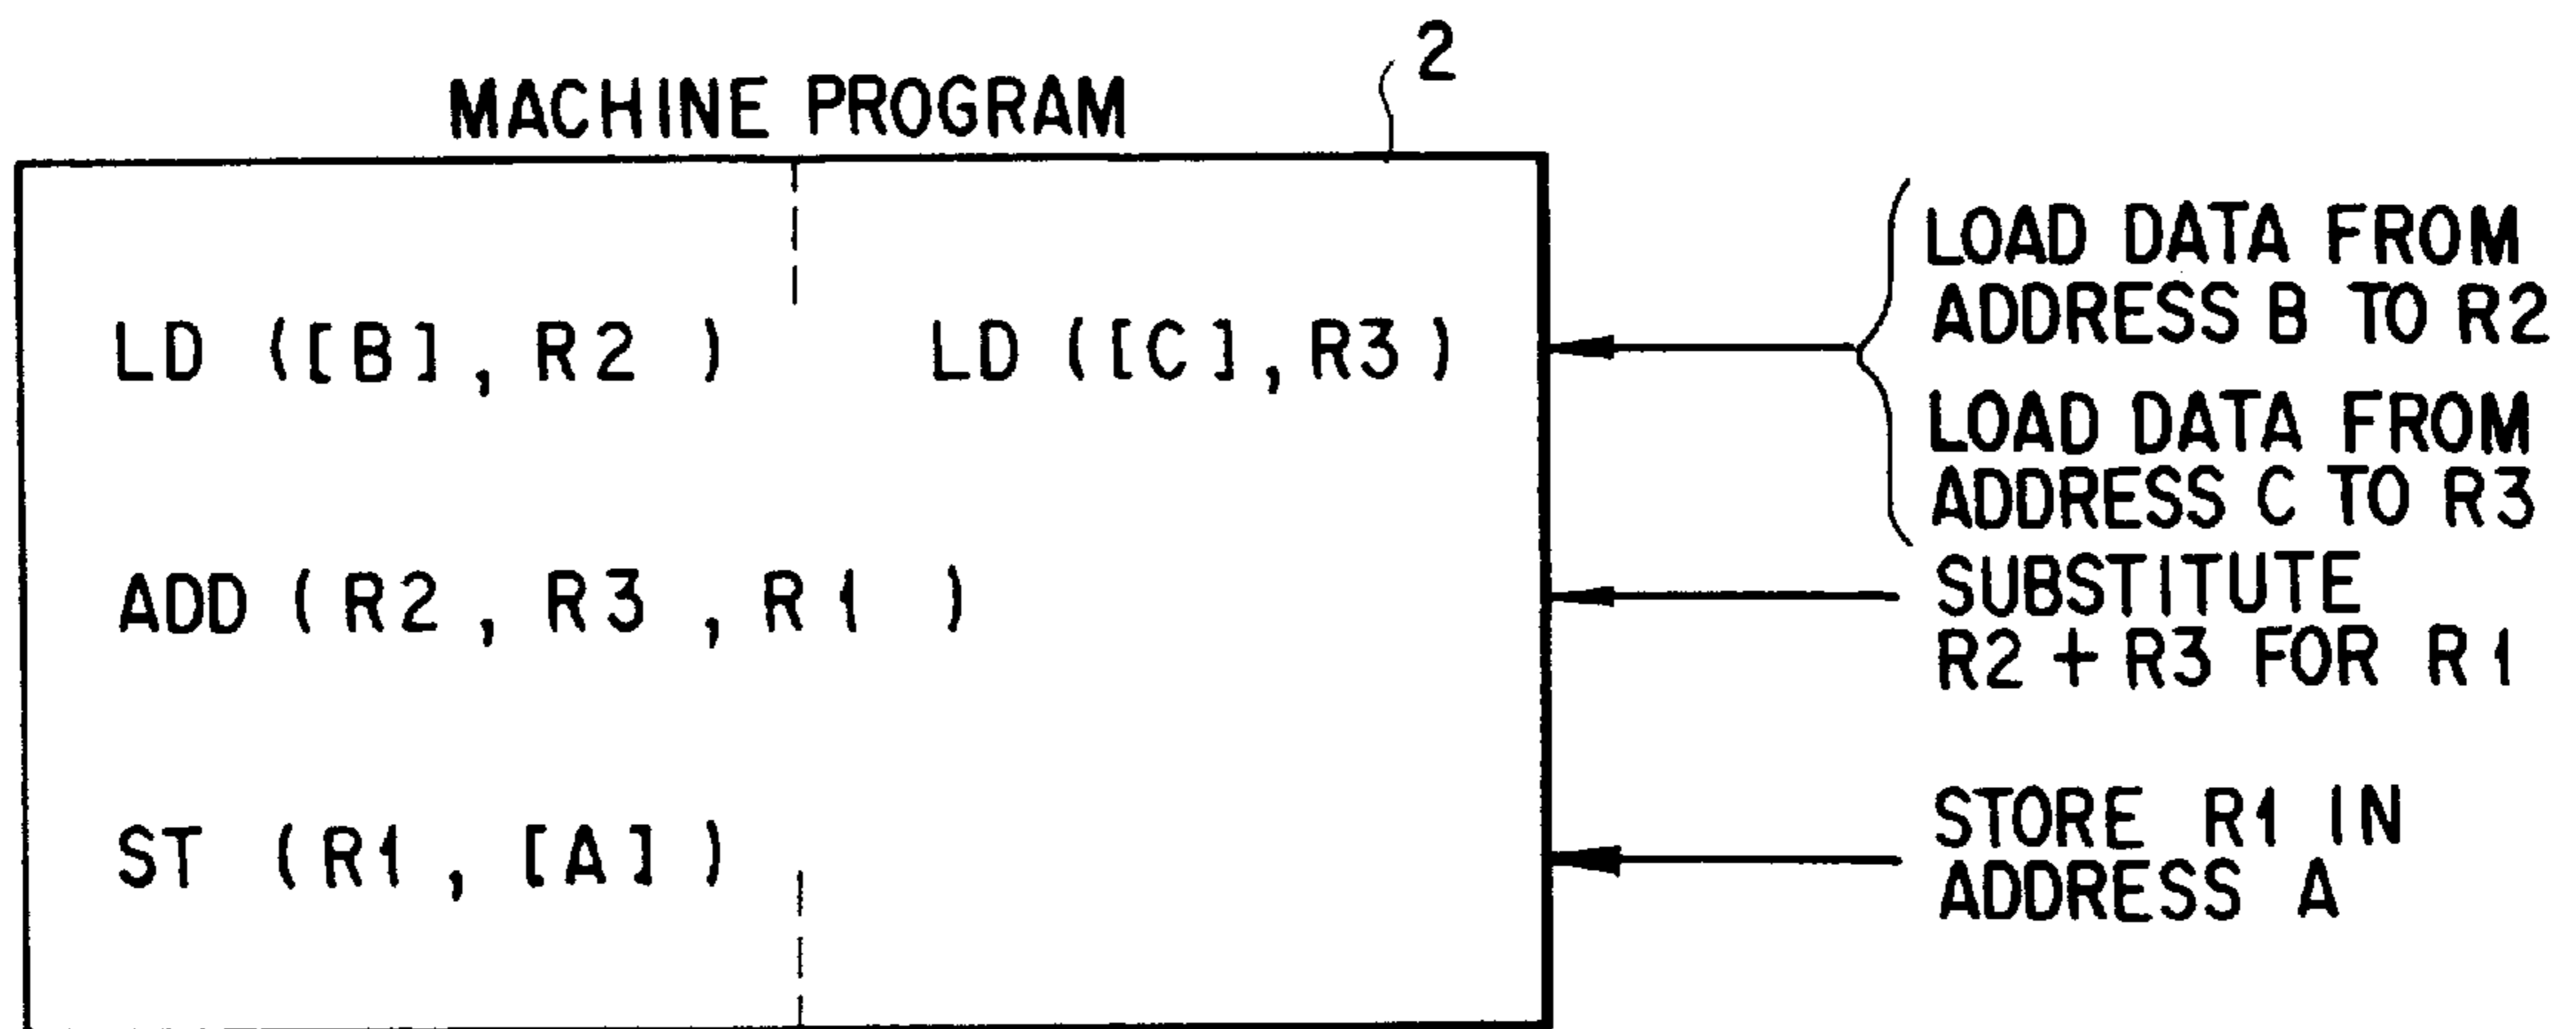 2
MACHINE PROGRAM
LD ([B], R2 ) LD ([C], R3 )
LOAD DATA FROM
ADDRESS B TO R2
LOAD DATA FROM
ADDRESS C TO R3
ADD ( R2 , R3 , R1 )
SUBSTITUTE
R2 + R3 FOR R1
ST ( R1 , [A] )
STORE R1 IN
ADDRESS A